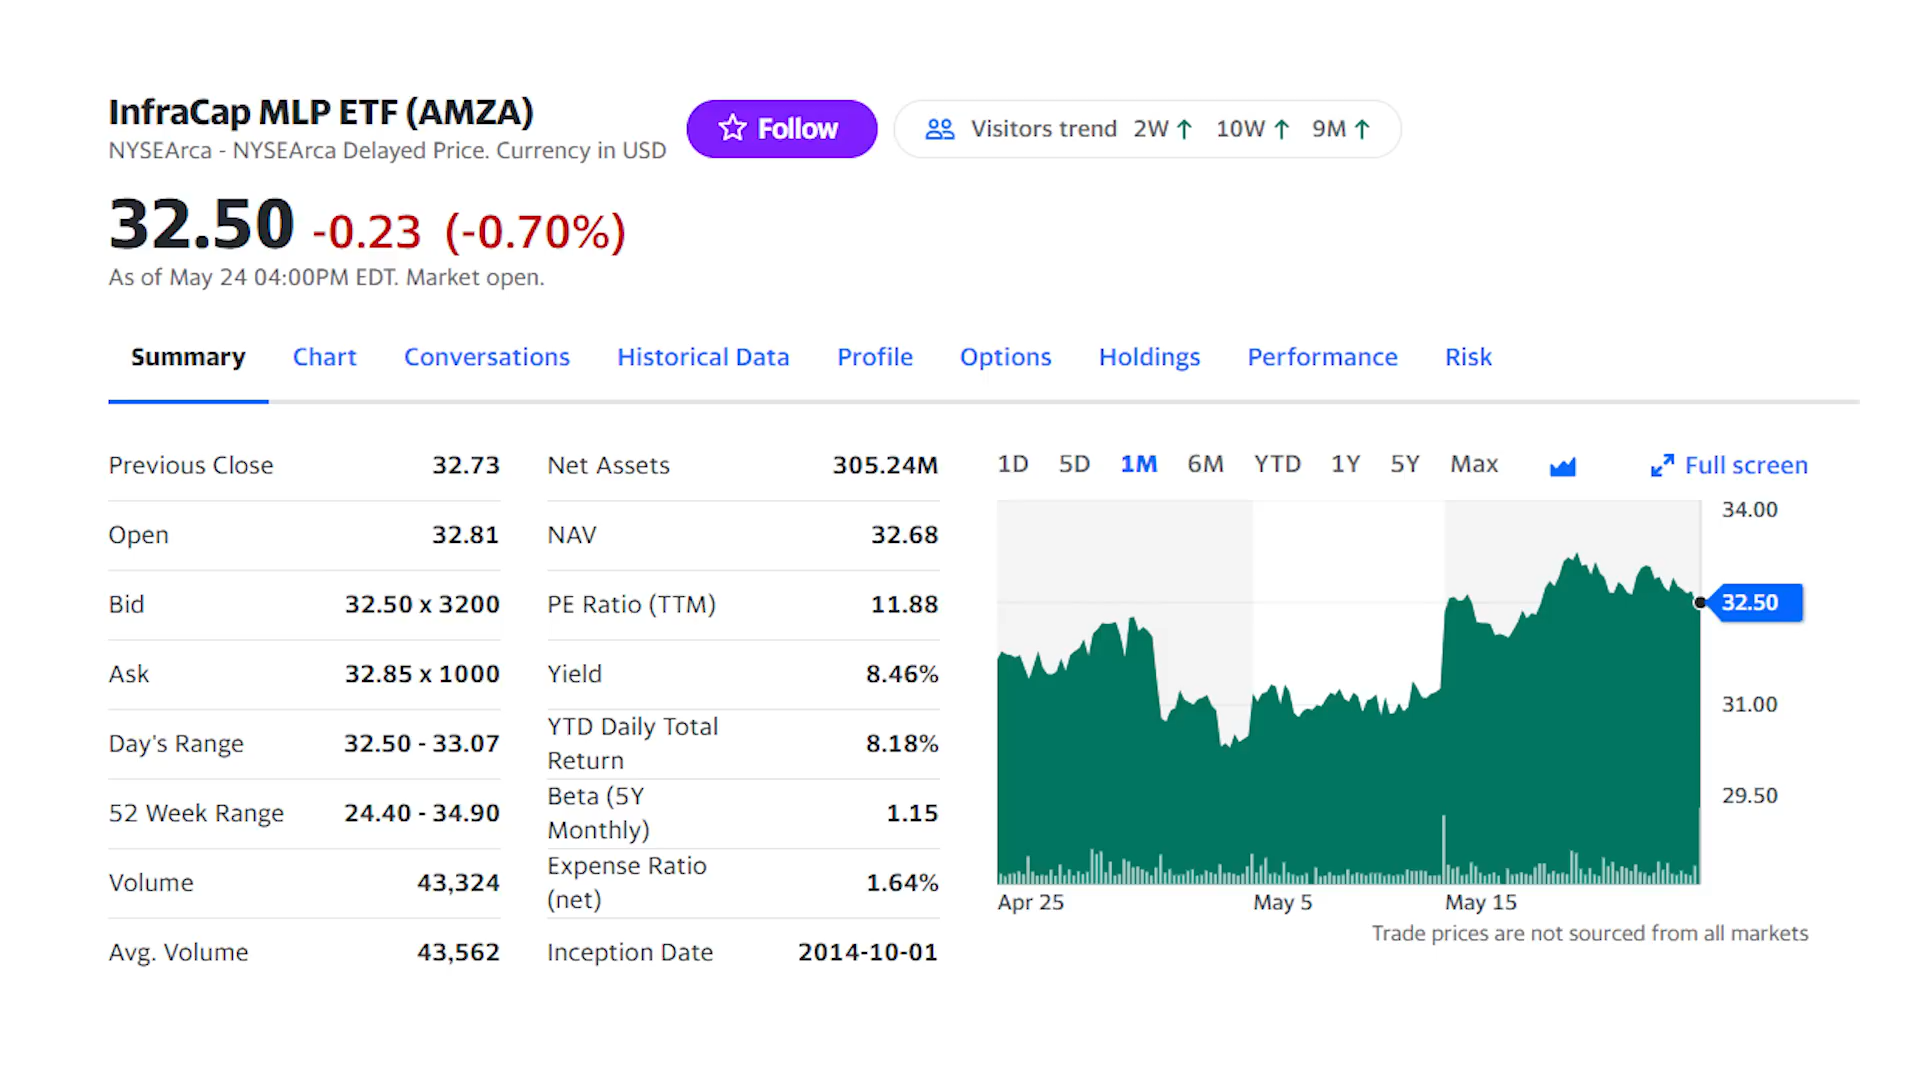 InfraCap MLP ETF (AMZA)
NYSEArca - NYSEArca Delayed Price. Currency in USD
Follow
Visitors trend 2W ↑ 10W ↑ 9M ↑
32.50 -0.23 (-0.70%)
As of May 24 04:00PM EDT. Market open.
Summary Chart Conversations Historical Data Profile Options Holdings Performance Risk
Previous Close 32.73
Open 32.81
Bid 32.50 x 3200
Ask 32.85 x 1000
Day's Range 32.50 - 33.07
52 Week Range 24.40 - 34.90
Volume 43,324
Avg. Volume 43,562
Net Assets 305.24M
NAV 32.68
PE Ratio (TTM) 11.88
Yield 8.46%
YTD Daily Total
Return 8.18%
Beta (5Y
Monthly) 1.15
Expense Ratio
(net) 1.64%
Inception Date 2014-10-01
1D 5D 1M 6M YTD 1Y 5Y Max Full screen
34.00
32.50
31.00
29.50
Apr 25 May 5 May 15
Trade prices are not sourced from all markets